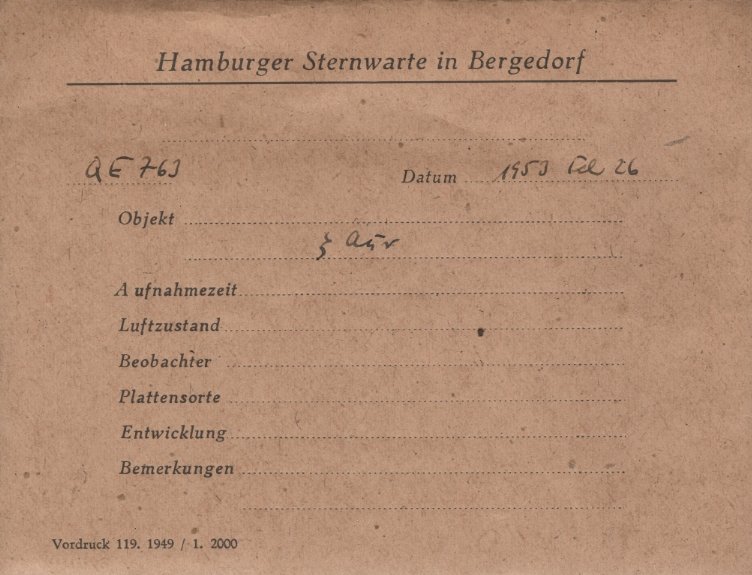 Hamburger Sternwarte in Bergedorf
QE 763 Datum 1953 Feb 26
Objekt
ξ Aur
Aufnahmezeit
Luftzustand
Beobachter
Plattensorte
Entwicklung
Bemerkungen
Vordruck 119. 1949 / 1. 2000